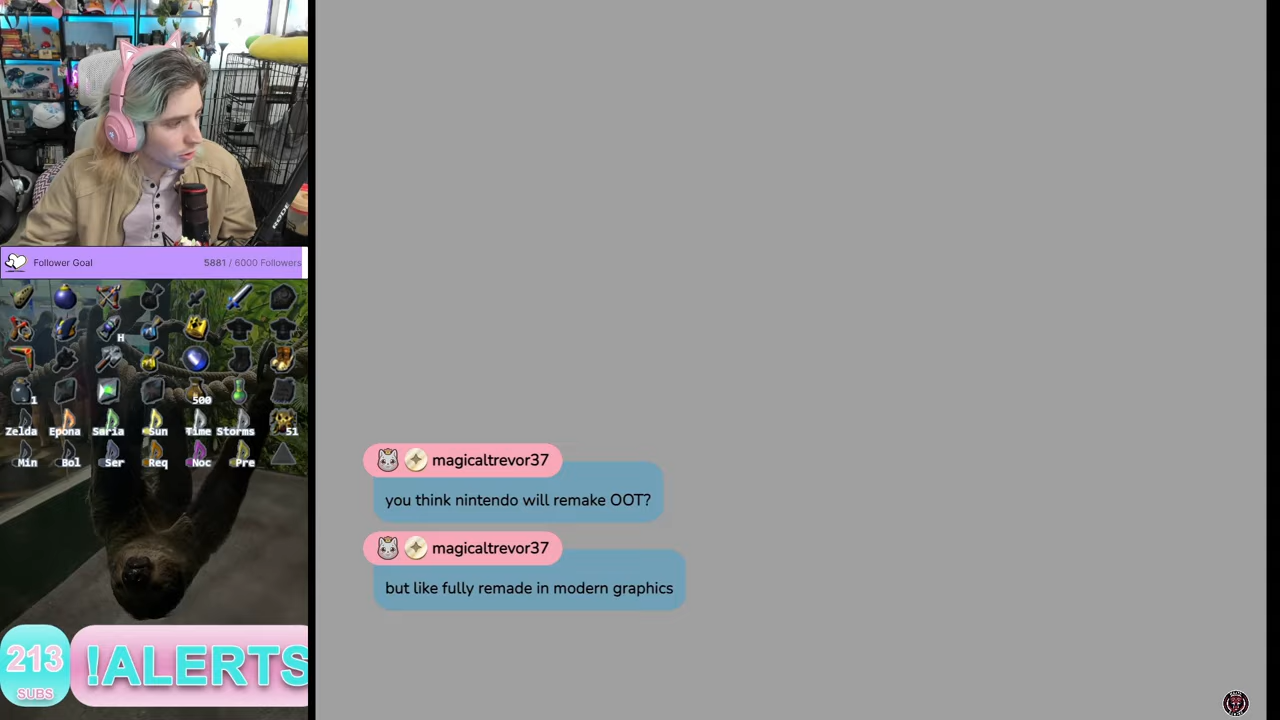 Follower Goal 5881 / 6000 Followers
H
1 500
Zelda Epona Saria Sun Time Storms 51
Min Bol Ser Req Noc Pre
213
SUBS
!ALERTS
magicaltrevor37
you think nintendo will remake OOT?
magicaltrevor37
but like fully remade in modern graphics